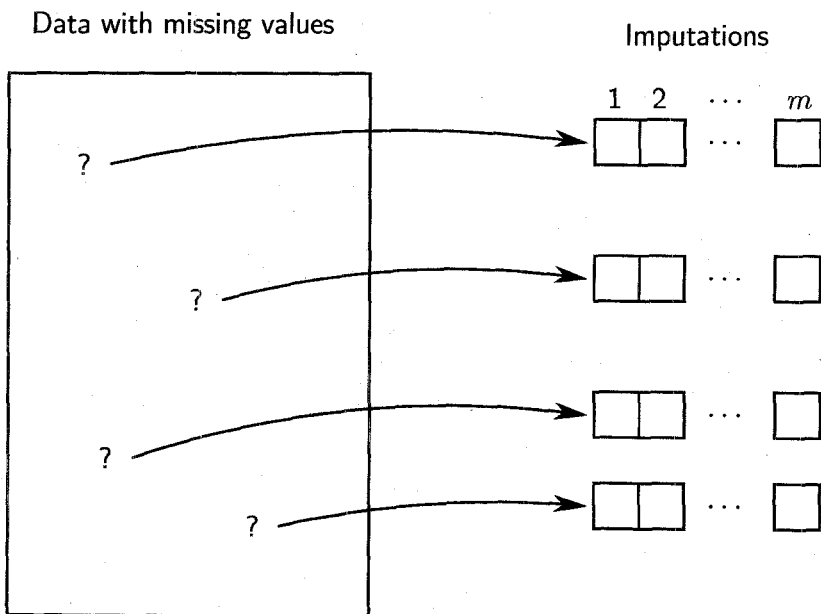 Data with missing values
Imputations
1 2 ··· m
? ···
? ···
? ···
? ···